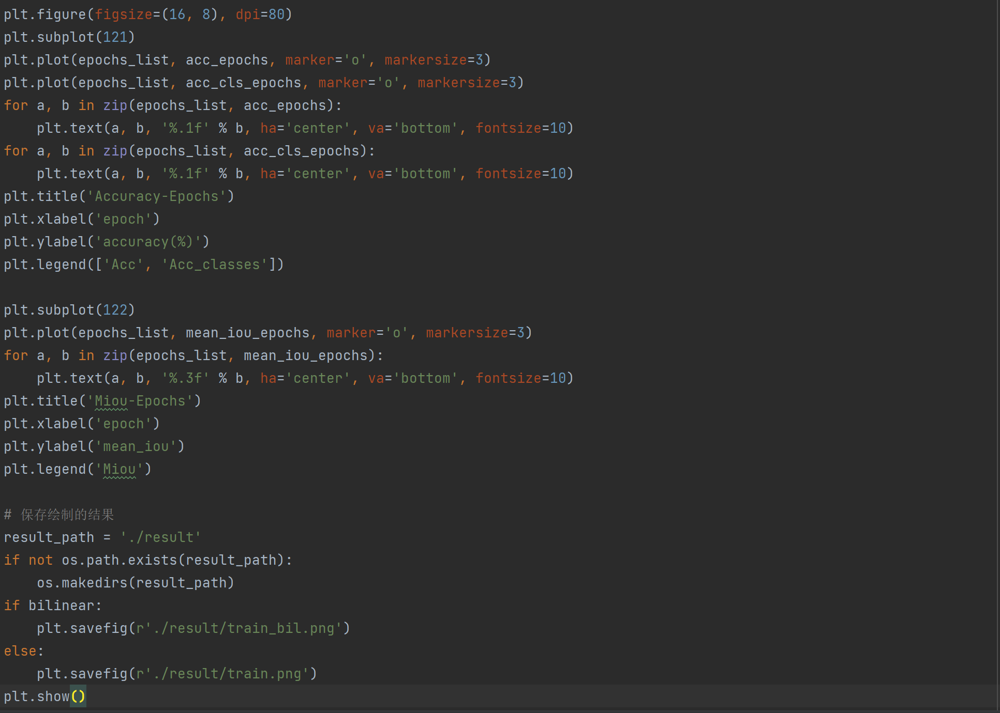 plt.figure(figsize=(16, 8), dpi=80)
plt.subplot(121)
plt.plot(epochs_list, acc_epochs, marker='o', markersize=3)
plt.plot(epochs_list, acc_cls_epochs, marker='o', markersize=3)
for a, b in zip(epochs_list, acc_epochs):
    plt.text(a, b, '%.1f' % b, ha='center', va='bottom', fontsize=10)
for a, b in zip(epochs_list, acc_cls_epochs):
    plt.text(a, b, '%.1f' % b, ha='center', va='bottom', fontsize=10)
plt.title('Accuracy-Epochs')
plt.xlabel('epoch')
plt.ylabel('accuracy(%)')
plt.legend(['Acc', 'Acc_classes'])

plt.subplot(122)
plt.plot(epochs_list, mean_iou_epochs, marker='o', markersize=3)
for a, b in zip(epochs_list, mean_iou_epochs):
    plt.text(a, b, '%.3f' % b, ha='center', va='bottom', fontsize=10)
plt.title('Miou-Epochs')
plt.xlabel('epoch')
plt.ylabel('mean_iou')
plt.legend('Miou')

# 保存绘制的结果
result_path = './result'
if not os.path.exists(result_path):
    os.makedirs(result_path)
if bilinear:
    plt.savefig(r'./result/train_bil.png')
else:
    plt.savefig(r'./result/train.png')
plt.show()